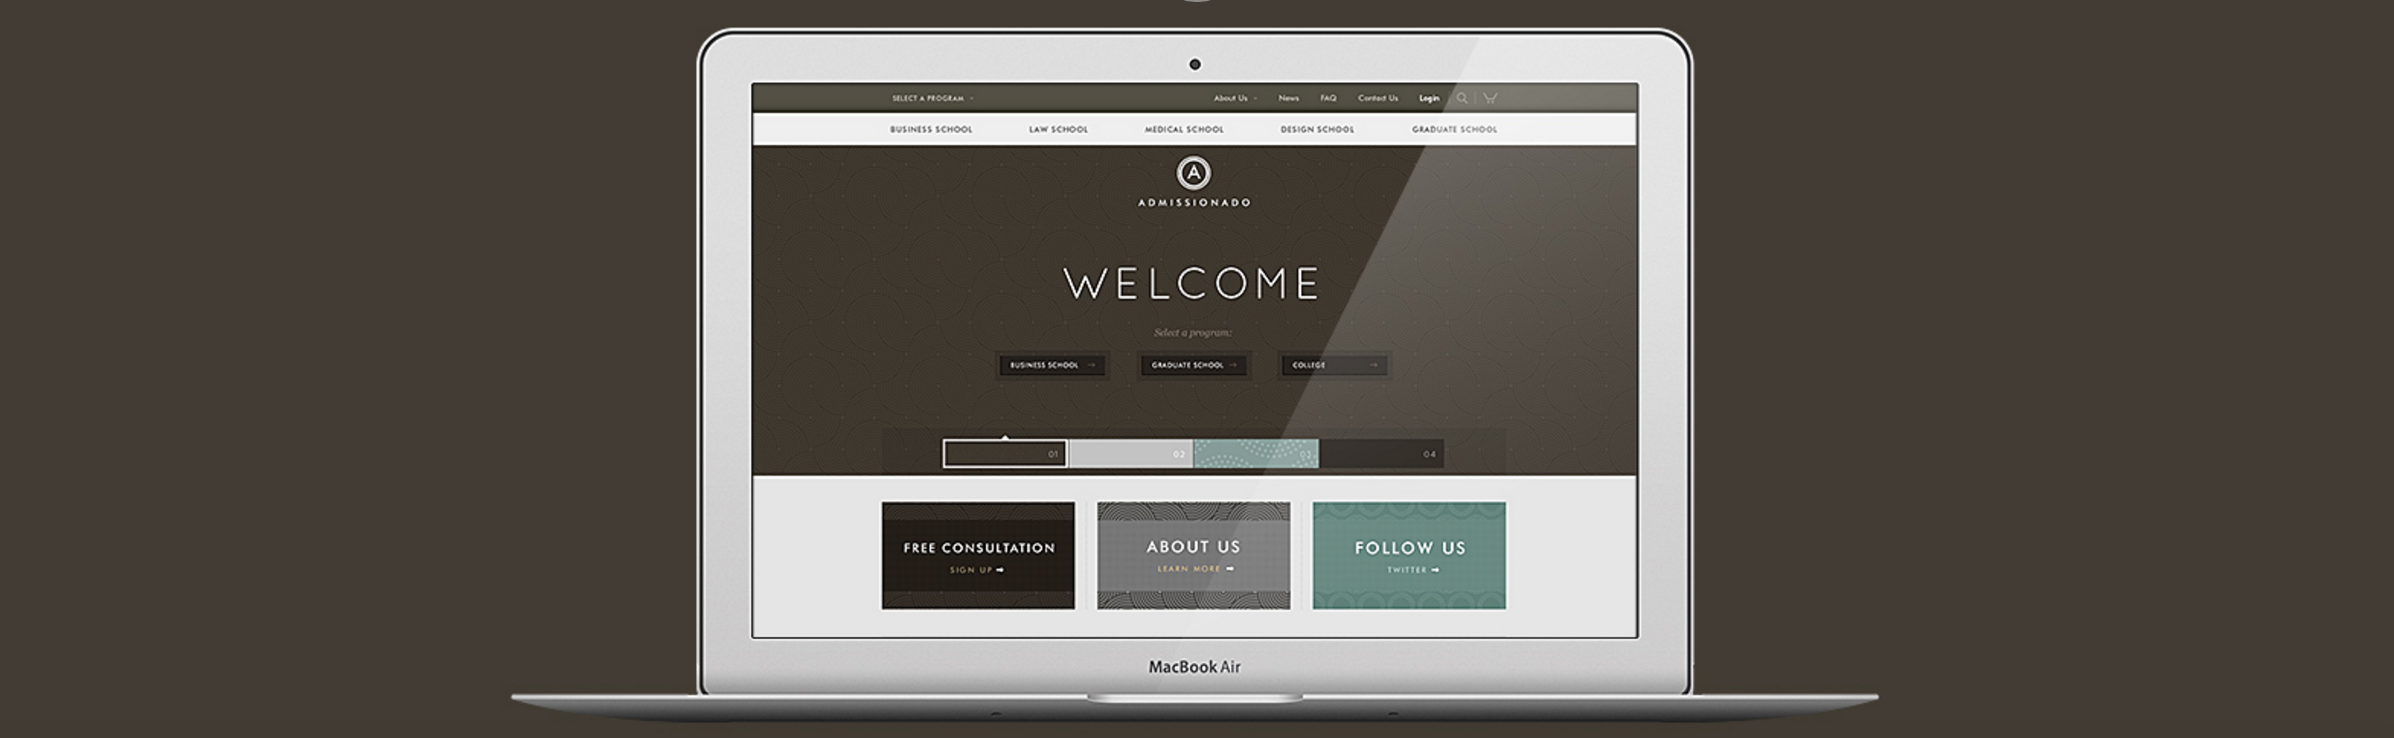 SELECT A PROGRAM
About Us
News
FAQ
Contact Us
Login
BUSINESS SCHOOL
LAW SCHOOL
MEDICAL SCHOOL
DESIGN SCHOOL
GRADUATE SCHOOL
A
ADMISSIONADO
WELCOME
Select a program:
BUSINESS SCHOOL
GRADUATE SCHOOL
COLLEGE
01
02
03
04
FREE CONSULTATION
SIGN UP
ABOUT US
LEARN MORE
FOLLOW US
TWITTER
MacBook Air